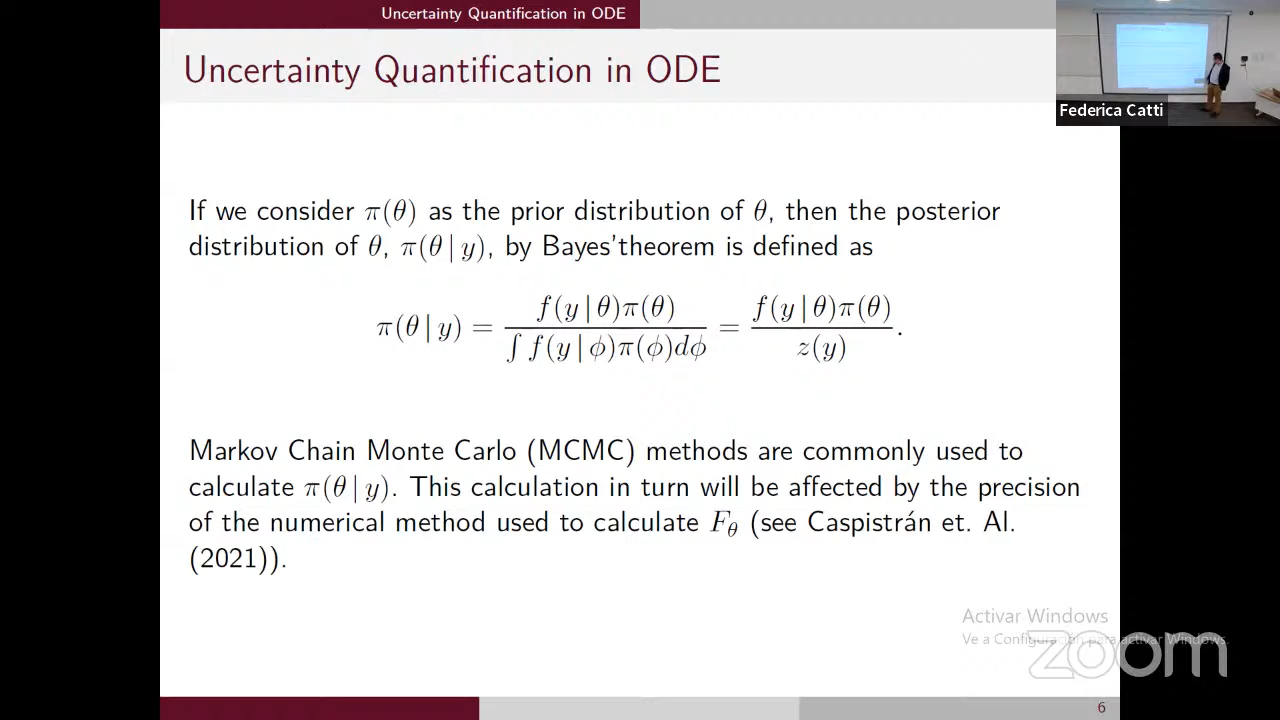 Uncertainty Quantification in ODE
Uncertainty Quantification in ODE
Federica Catti
If we consider π(θ) as the prior distribution of θ, then the posterior
distribution of θ, π(θ | y), by Bayes'theorem is defined as
π(θ | y) = f(y | θ)π(θ) / ∫ f(y | φ)π(φ)dφ = f(y | θ)π(θ) / z(y).
Markov Chain Monte Carlo (MCMC) methods are commonly used to
calculate π(θ | y). This calculation in turn will be affected by the precision
of the numerical method used to calculate F_θ (see Caspistrán et. Al.
(2021)).
Activar Windows
Ve a Configuración para activar Windows.
zoom
6